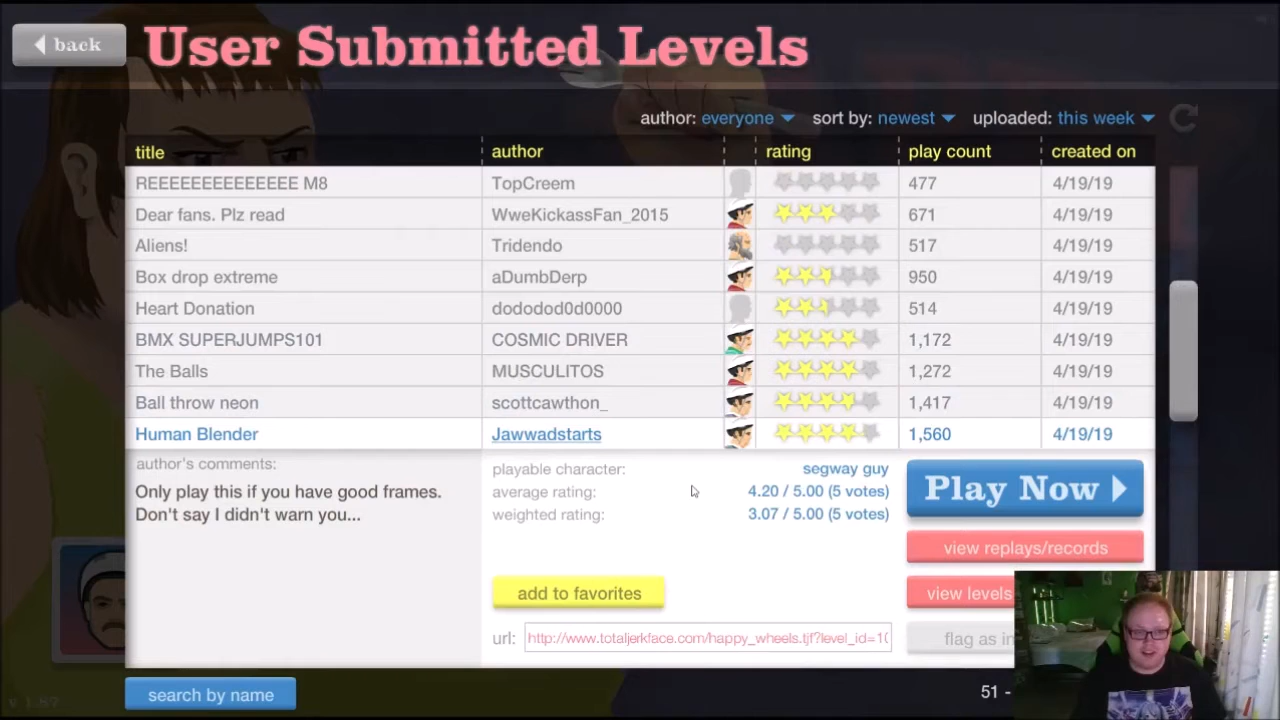 back
User Submitted Levels
author: everyone sort by: newest uploaded: this week
title author rating play count created on
REEEEEEEEEEEEEE M8 TopCreem 477 4/19/19
Dear fans. Plz read WweKickassFan_2015 671 4/19/19
Aliens! Tridendo 517 4/19/19
Box drop extreme aDumbDerp 950 4/19/19
Heart Donation dododod0d0000 514 4/19/19
BMX SUPERJUMPS101 COSMIC DRIVER 1,172 4/19/19
The Balls MUSCULITOS 1,272 4/19/19
Ball throw neon scottcawthon_ 1,417 4/19/19
Human Blender Jawwadstarts 1,560 4/19/19
author's comments:
Only play this if you have good frames.
Don't say I didn't warn you...
playable character: segway guy
average rating: 4.20 / 5.00 (5 votes)
weighted rating: 3.07 / 5.00 (5 votes)
Play Now
view replays/records
add to favorites
view levels
url: http://www.totaljerkface.com/happy_wheels.tjf?level_id=1
flag as in
search by name
51 -
v 1.87